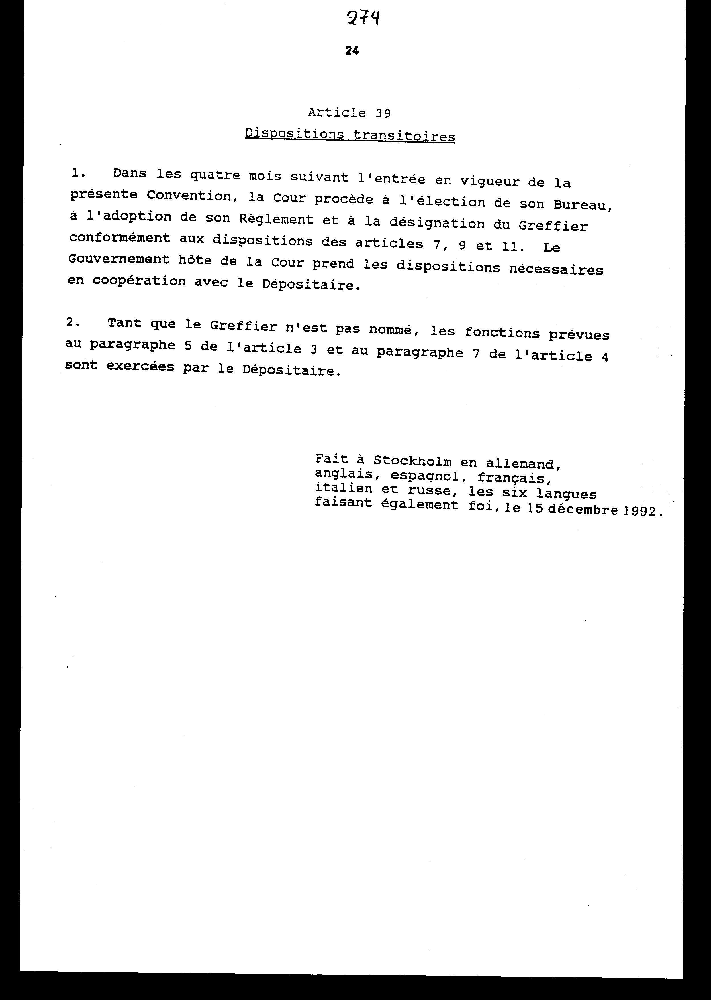 274
24
Article 39
Dispositions transitoires
1. Dans les quatre mois suivant l'entrée en vigueur de la
présente Convention, la Cour procède à l'élection de son Bureau,
à l'adoption de son Règlement et à la désignation du Greffier
conformément aux dispositions des articles 7, 9 et 11. Le
Gouvernement hôte de la Cour prend les dispositions nécessaires
en coopération avec le Dépositaire.
2. Tant que le Greffier n'est pas nommé, les fonctions prévues
au paragraphe 5 de l'article 3 et au paragraphe 7 de l'article 4
sont exercées par le Dépositaire.
Fait à Stockholm en allemand,
anglais, espagnol, français,
italien et russe, les six langues
faisant également foi, le 15 décembre 1992.